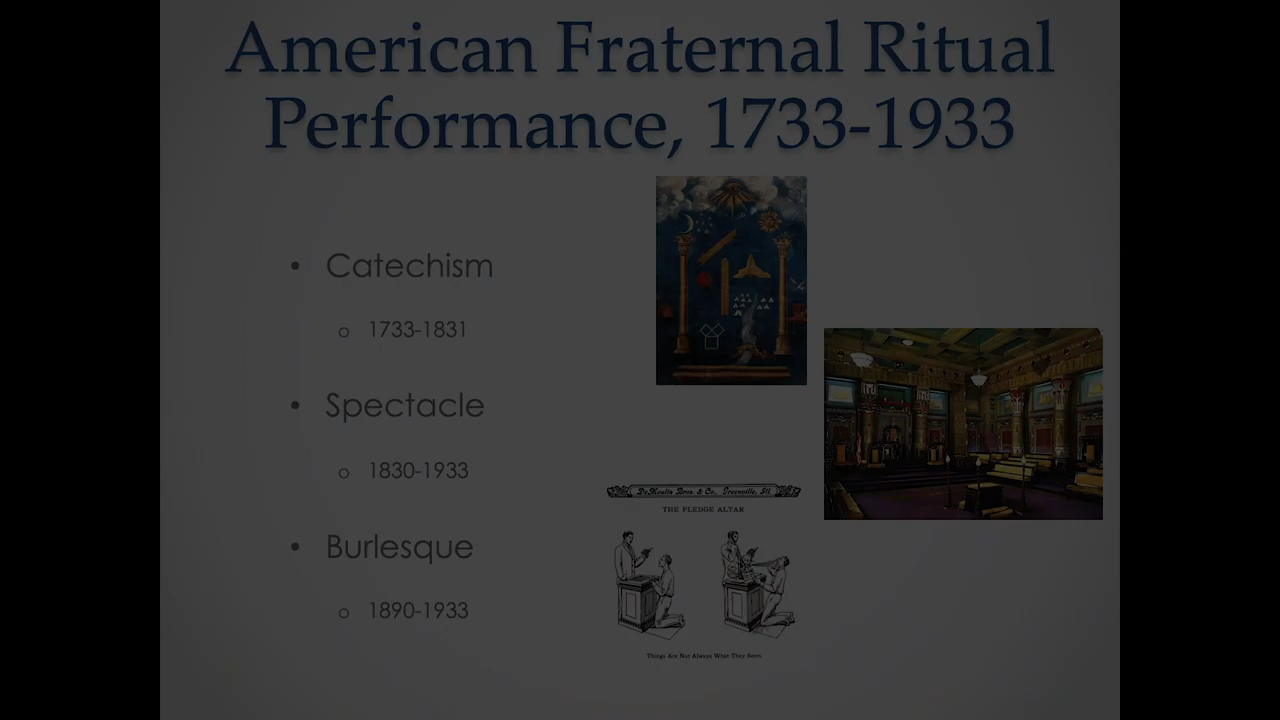 American Fraternal Ritual
Performance, 1733-1933
• Catechism
o 1733-1831
• Spectacle
o 1830-1933
• Burlesque
o 1890-1933
DeMoulin Bros. & Co., Greenville, Ill.
THE PLEDGE ALTAR
Things Are Not Always What They Seem